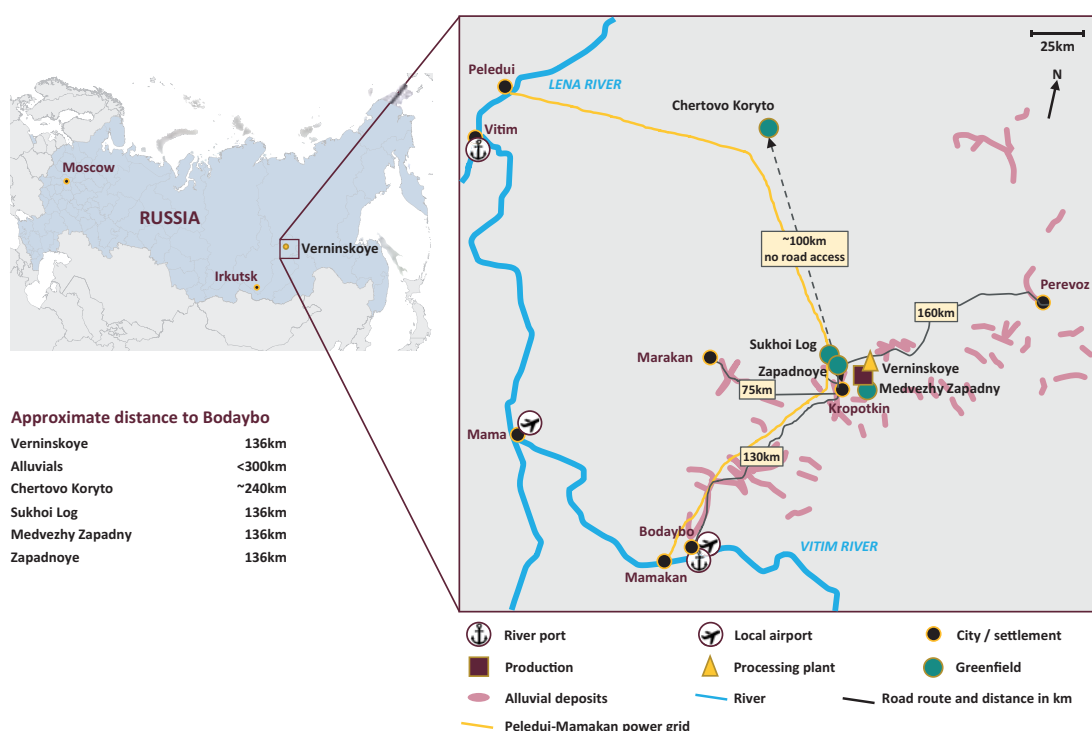 Moscow
RUSSIA
Verninskoye
Irkutsk
Approximate distance to Bodaybo
Verninskoye 136km
Alluvials <300km
Chertovo Koryto ~240km
Sukhoi Log 136km
Medvezhy Zapadny 136km
Zapadnoye 136km
25km
N
Peledui
LENA RIVER
Chertovo Koryto
Vitim
~100km
no road access
Perevoz
160km
Sukhoi Log
Marakan
Zapadnoye
Verninskoye
75km
Medvezhy Zapadny
Kropotkin
Mama
130km
Bodaybo
VITIM RIVER
Mamakan
River port
Local airport
City / settlement
Production
Processing plant
Greenfield
Alluvial deposits
River
Road route and distance in km
Peledui-Mamakan power grid